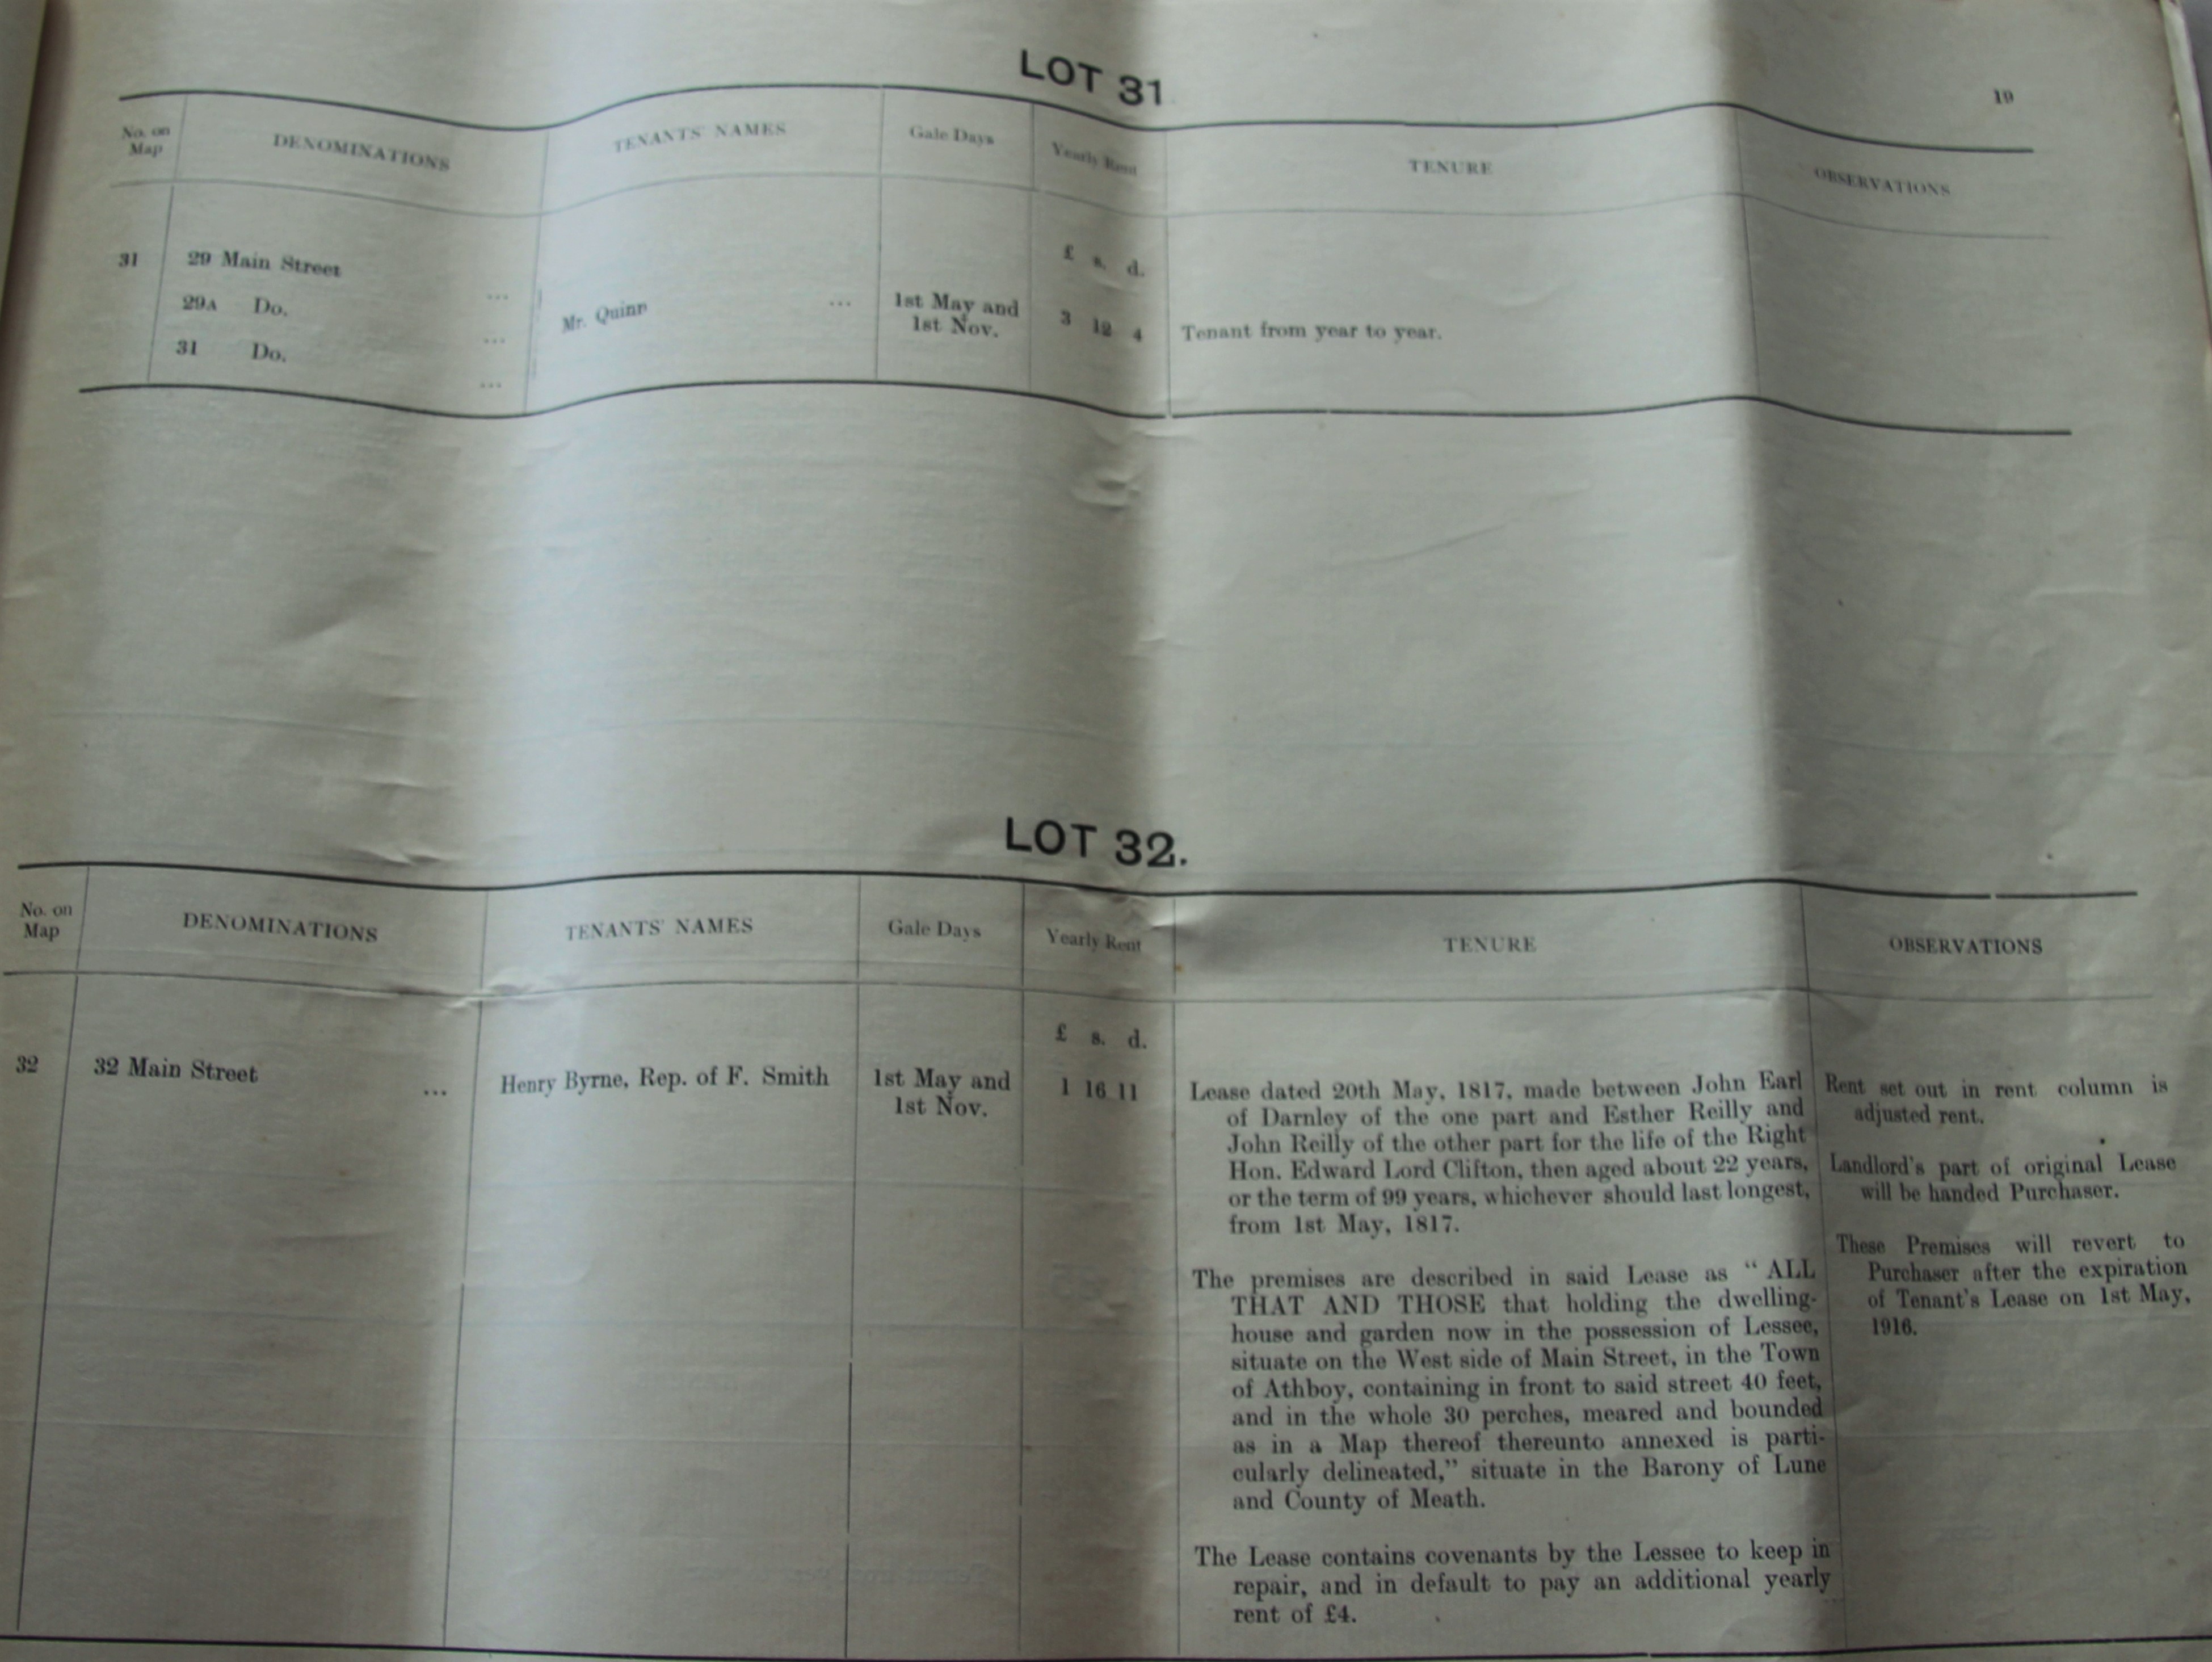 19
LOT 31
No. on Map DENOMINATIONS TENANTS' NAMES Gale Days Yearly Rent TENURE OBSERVATIONS
£ s. d.
31 29 Main Street ...
29A Do. ... Mr. Quinn ... 1st May and 1st Nov. 3 12 4 Tenant from year to year.
31 Do. ...
LOT 32.
No. on Map DENOMINATIONS TENANTS' NAMES Gale Days Yearly Rent TENURE OBSERVATIONS
£ s. d.
32 32 Main Street ... Henry Byrne, Rep. of F. Smith 1st May and 1st Nov. 1 16 11
Lease dated 20th May, 1817, made between John Earl
of Darnley of the one part and Esther Reilly and
John Reilly of the other part for the life of the Right
Hon. Edward Lord Clifton, then aged about 22 years,
or the term of 99 years, whichever should last longest,
from 1st May, 1817.
The premises are described in said Lease as "ALL
THAT AND THOSE that holding the dwelling-
house and garden now in the possession of Lessee,
situate on the West side of Main Street, in the Town
of Athboy, containing in front to said street 40 feet,
and in the whole 30 perches, meared and bounded
as in a Map thereof thereunto annexed is parti-
cularly delineated," situate in the Barony of Lune
and County of Meath.
The Lease contains covenants by the Lessee to keep in
repair, and in default to pay an additional yearly
rent of £4.
Rent set out in rent column is
adjusted rent.
Landlord's part of original Lease
will be handed Purchaser.
These Premises will revert to
Purchaser after the expiration
of Tenant's Lease on 1st May,
1916.